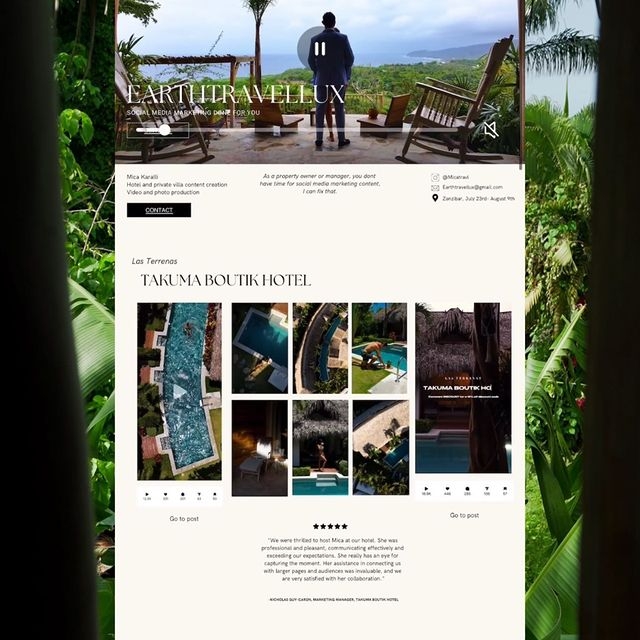 EARTHTRAVELLUX
SOCIAL MEDIA MARKETING DONE FOR YOU
Mica Karalli
Hotel and private villa content creation
Video and photo production
CONTACT
As a property owner or manager, you dont
have time for social media marketing content,
I can fix that.
@Micatravl
Earthtravellux@gmail.com
Zanzibar, July 23rd- August 9th
Las Terrenas
TAKUMA BOUTIK HOTEL
LAS TERRENAS
TAKUMA BOUTIK HO
Go to post
Go to post
"We were thrilled to host Mica at our hotel. She was
professional and pleasant, communicating effectively and
exceeding our expectations. She really has an eye for
capturing the moment. Her assistance in connecting us
with larger pages and audiences was invaluable, and we
are very satisfied with her collaboration."
-NICHOLAS GUY-CARON, MARKETING MANAGER, TAKUMA BOUTIK HOTEL